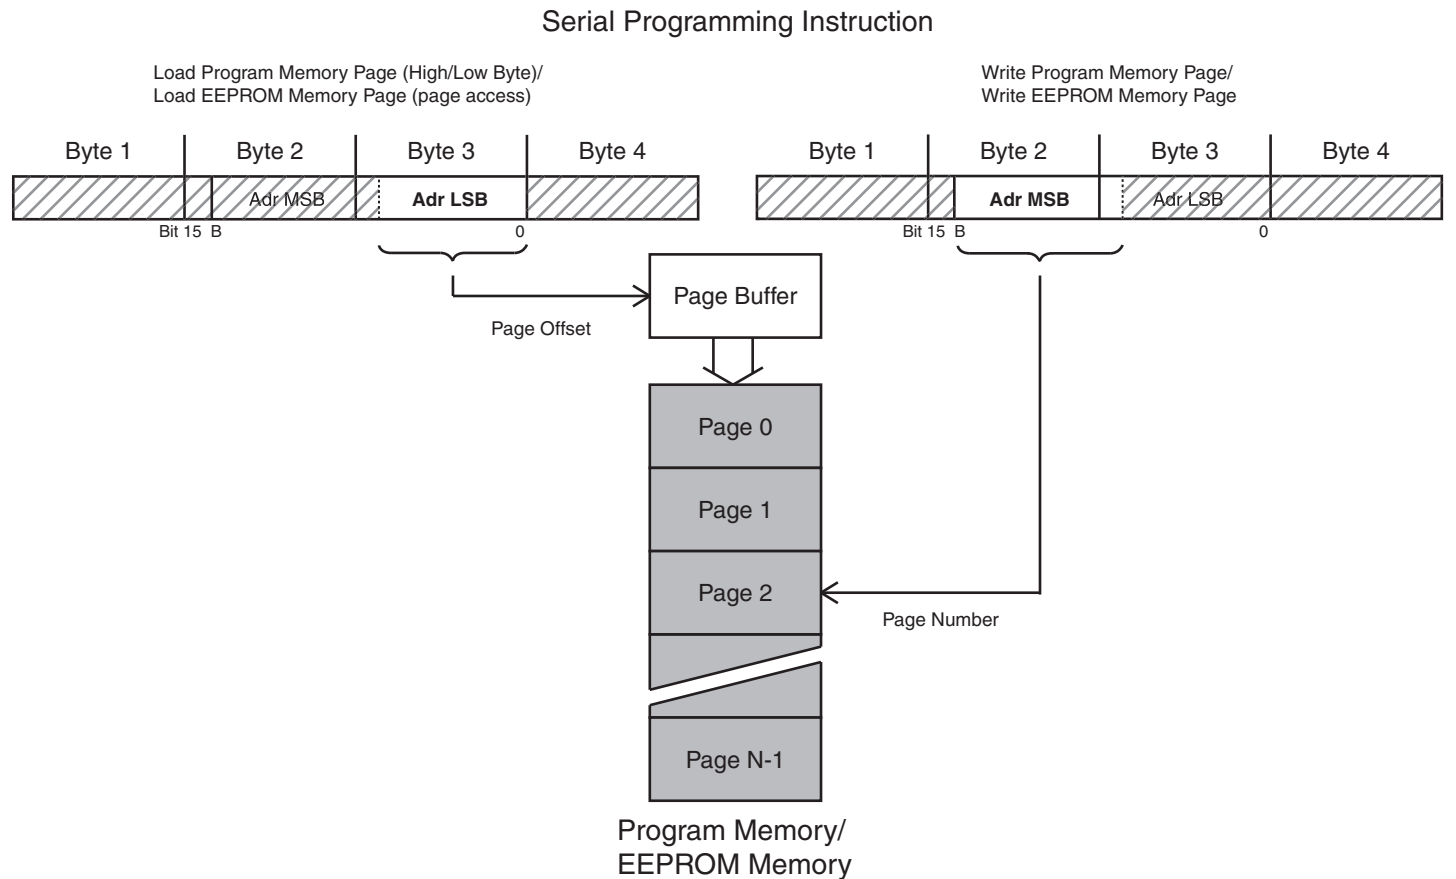 Serial Programming Instruction
Load Program Memory Page (High/Low Byte)/
Load EEPROM Memory Page (page access)
Write Program Memory Page/
Write EEPROM Memory Page
Byte 1 Byte 2 Byte 3 Byte 4
Adr MSB Adr LSB
Bit 15 B 0
Byte 1 Byte 2 Byte 3 Byte 4
Adr MSB Adr LSB
Bit 15 B 0
Page Buffer
Page Offset
Page 0
Page 1
Page 2
Page Number
Page N-1
Program Memory/
EEPROM Memory